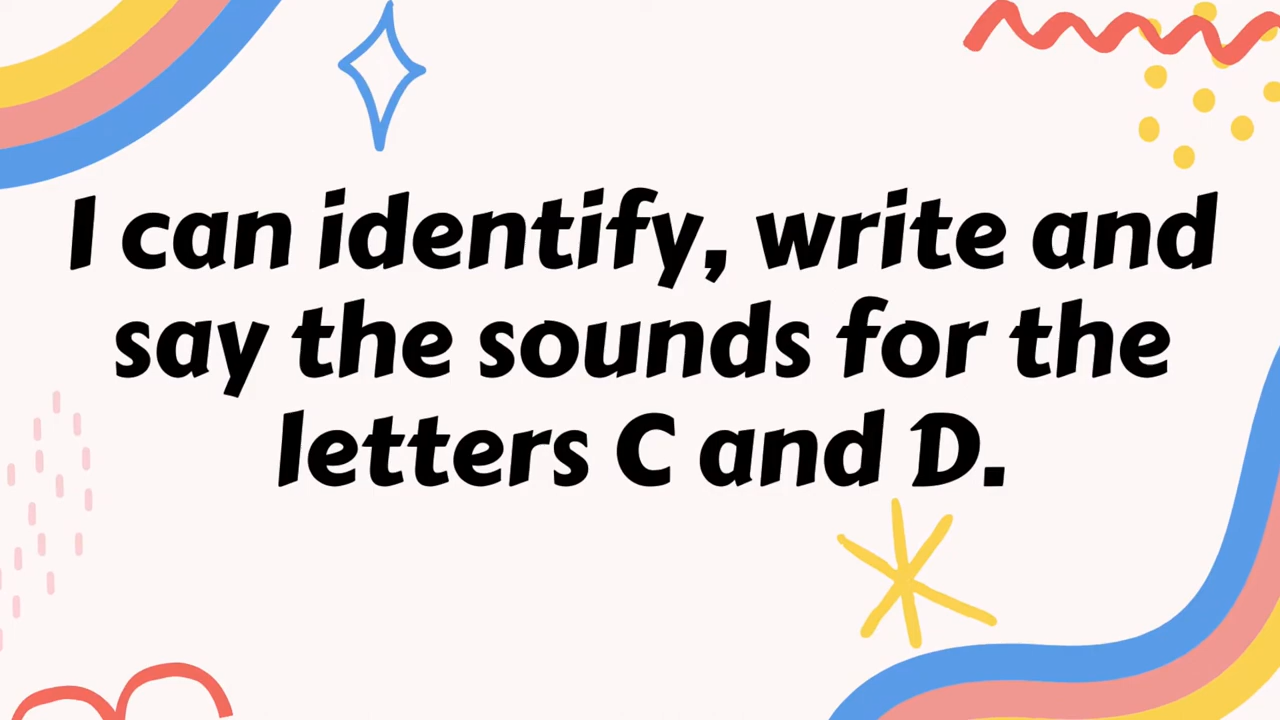 I can identify, write and
say the sounds for the
letters C and D.